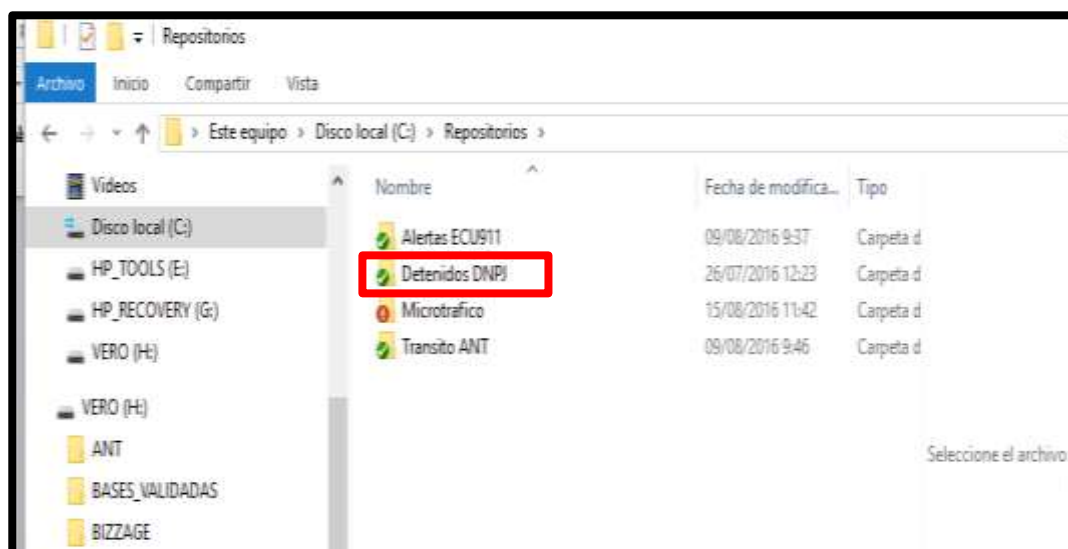 Repositorios
Archivo Inicio Compartir Vista
Este equipo > Disco local (C:) > Repositorios >
Videos
Disco local (C:)
HP_TOOLS (E:)
HP_RECOVERY (G:)
VERO (H:)
VERO (H:)
ANT
BASES_VALIDADAS
BIZZAGE
Nombre Fecha de modifica... Tipo
Alertas ECU911 09/08/2016 9:37 Carpeta d
Detenidos DNPJ 26/07/2016 12:23 Carpeta d
Microtrafico 15/08/2016 11:42 Carpeta d
Transito ANT 09/08/2016 9:46 Carpeta d
Seleccione el archivo